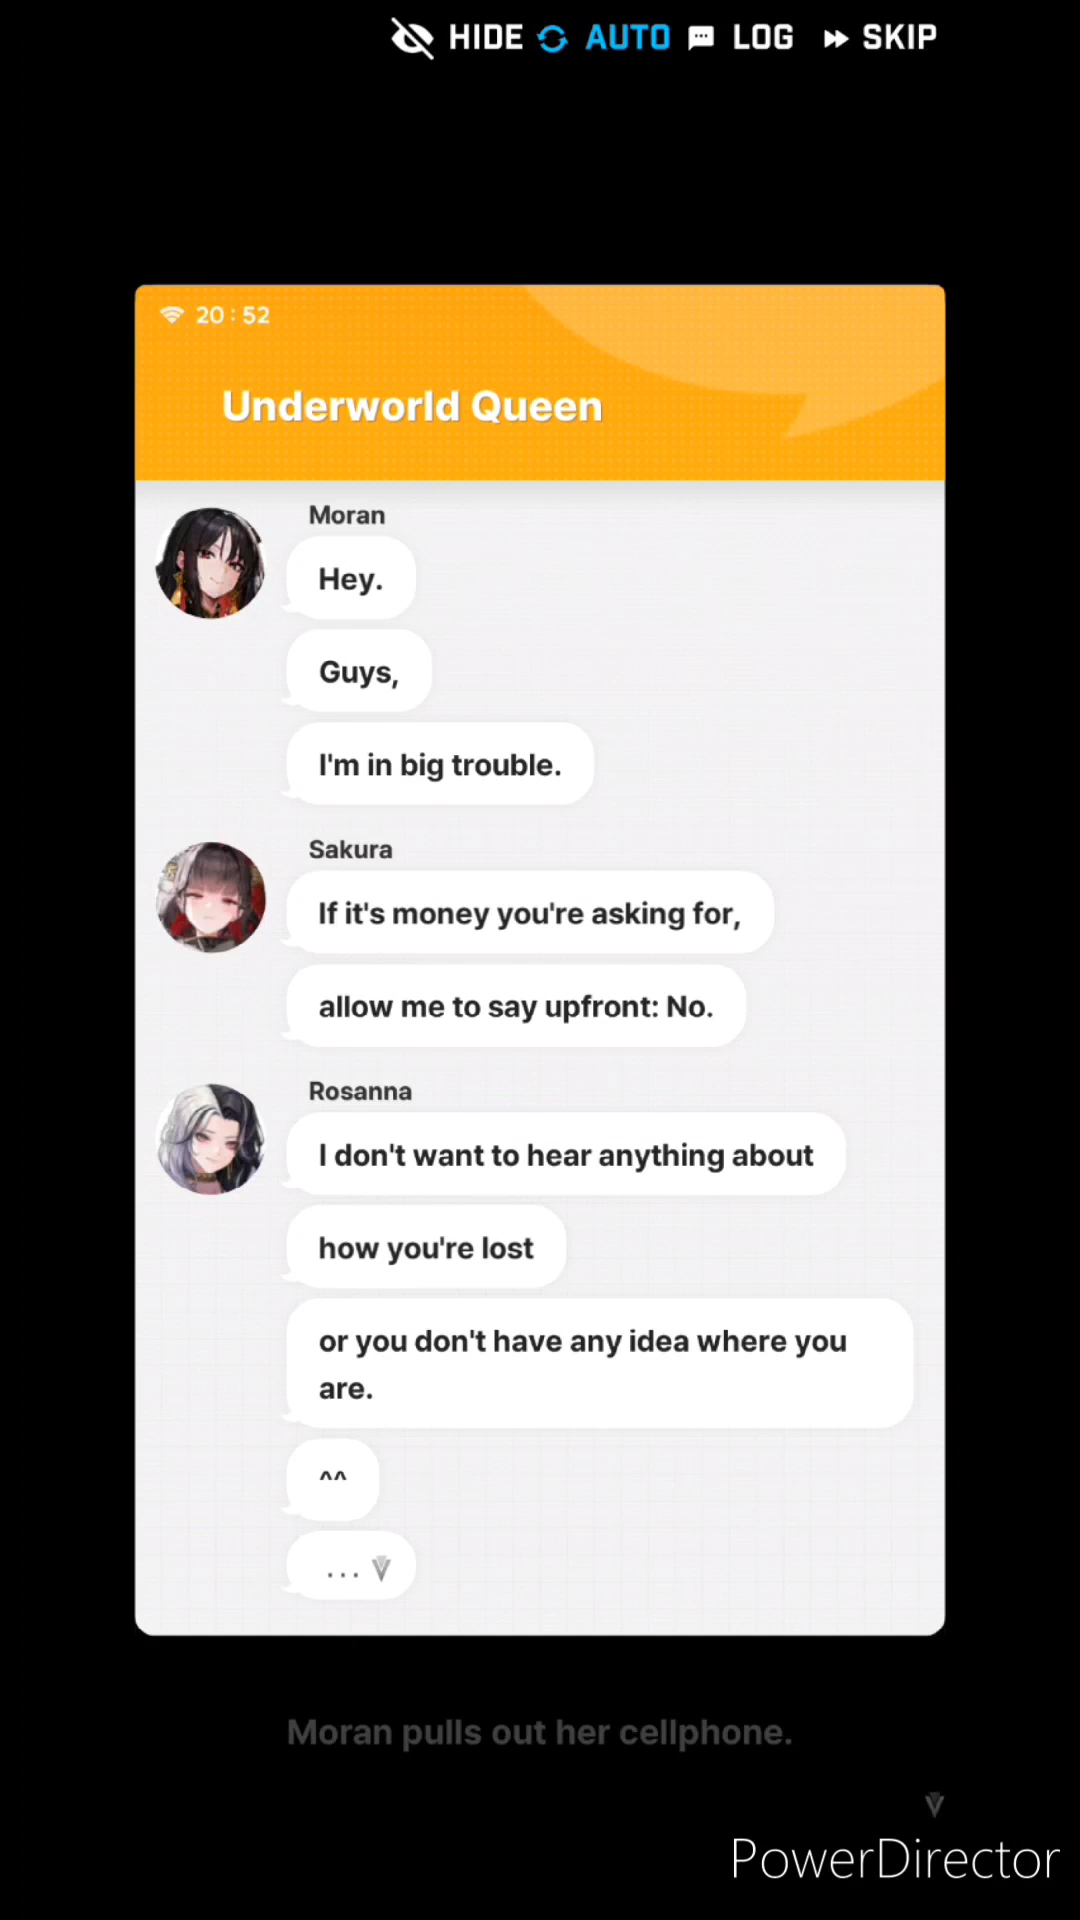 HIDE AUTO LOG SKIP
20:52
Underworld Queen
Moran
Hey.
Guys,
I'm in big trouble.
Sakura
If it's money you're asking for,
allow me to say upfront: No.
Rosanna
I don't want to hear anything about
how you're lost
or you don't have any idea where you
are.
^^
...
Moran pulls out her cellphone.
PowerDirector